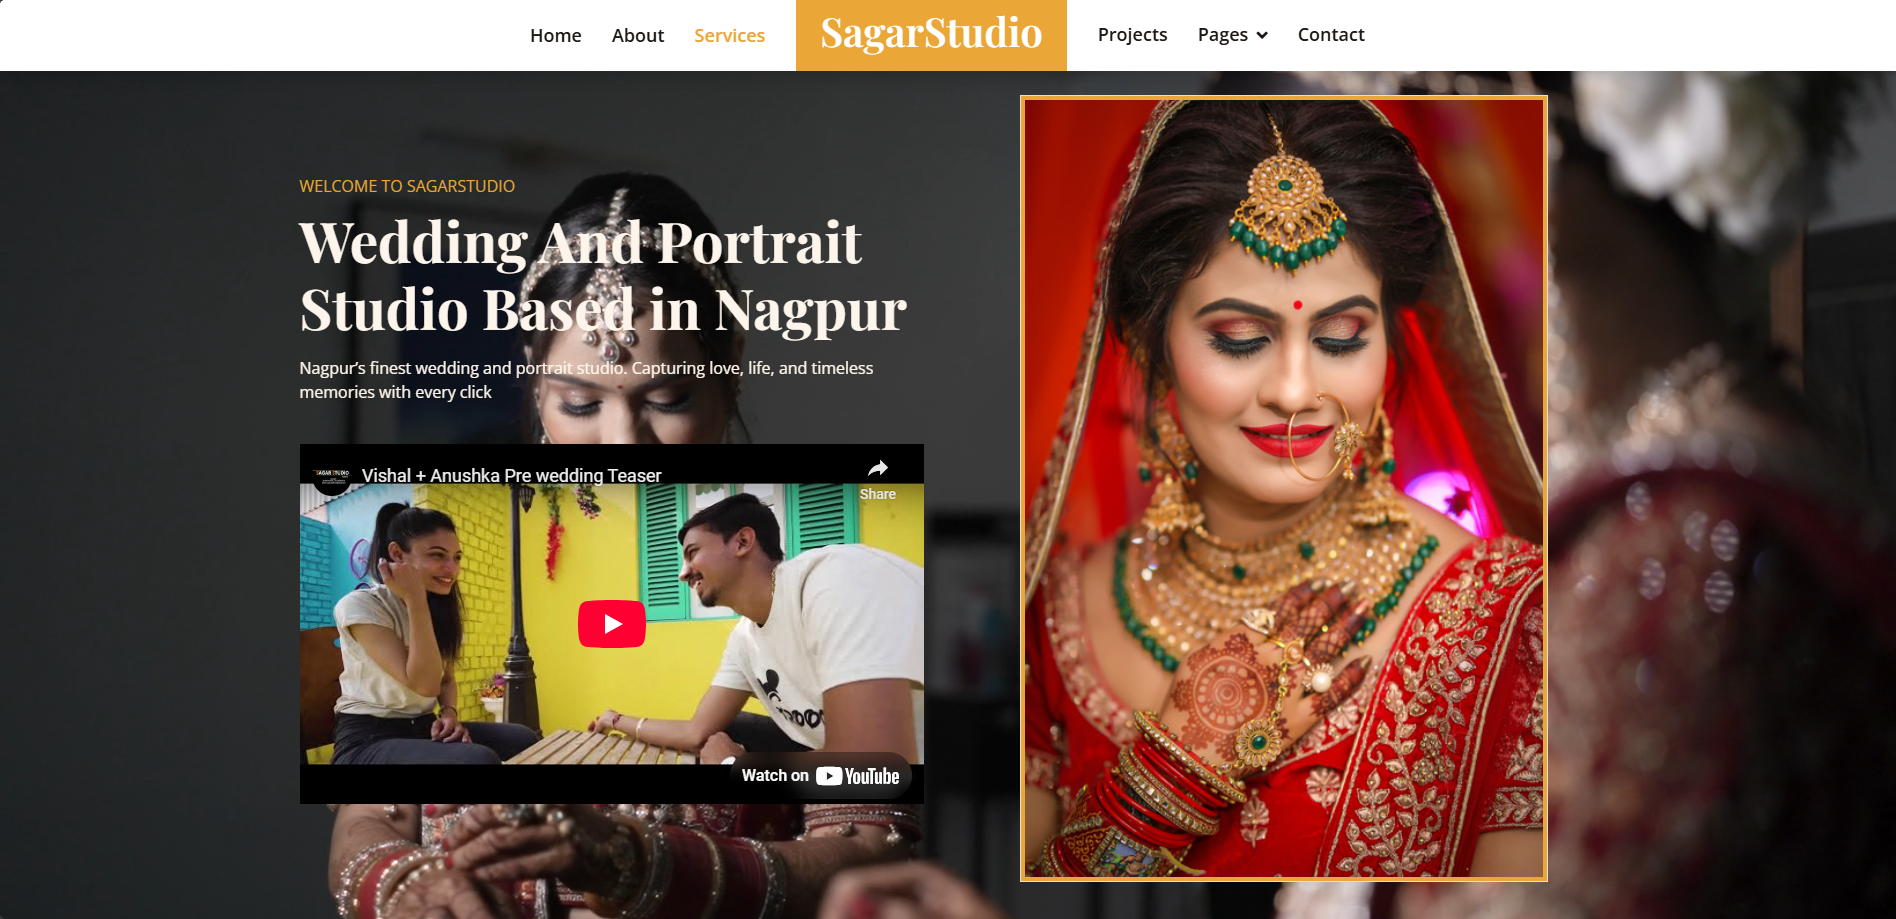 Home
About
Services
SagarStudio
Projects
Pages
Contact
WELCOME TO SAGARSTUDIO
Wedding And Portrait
Studio Based in Nagpur
Nagpur’s finest wedding and portrait studio. Capturing love, life, and timeless
memories with every click
SAGAR STUDIO
Vishal + Anushka Pre wedding Teaser
Share
Watch on YouTube